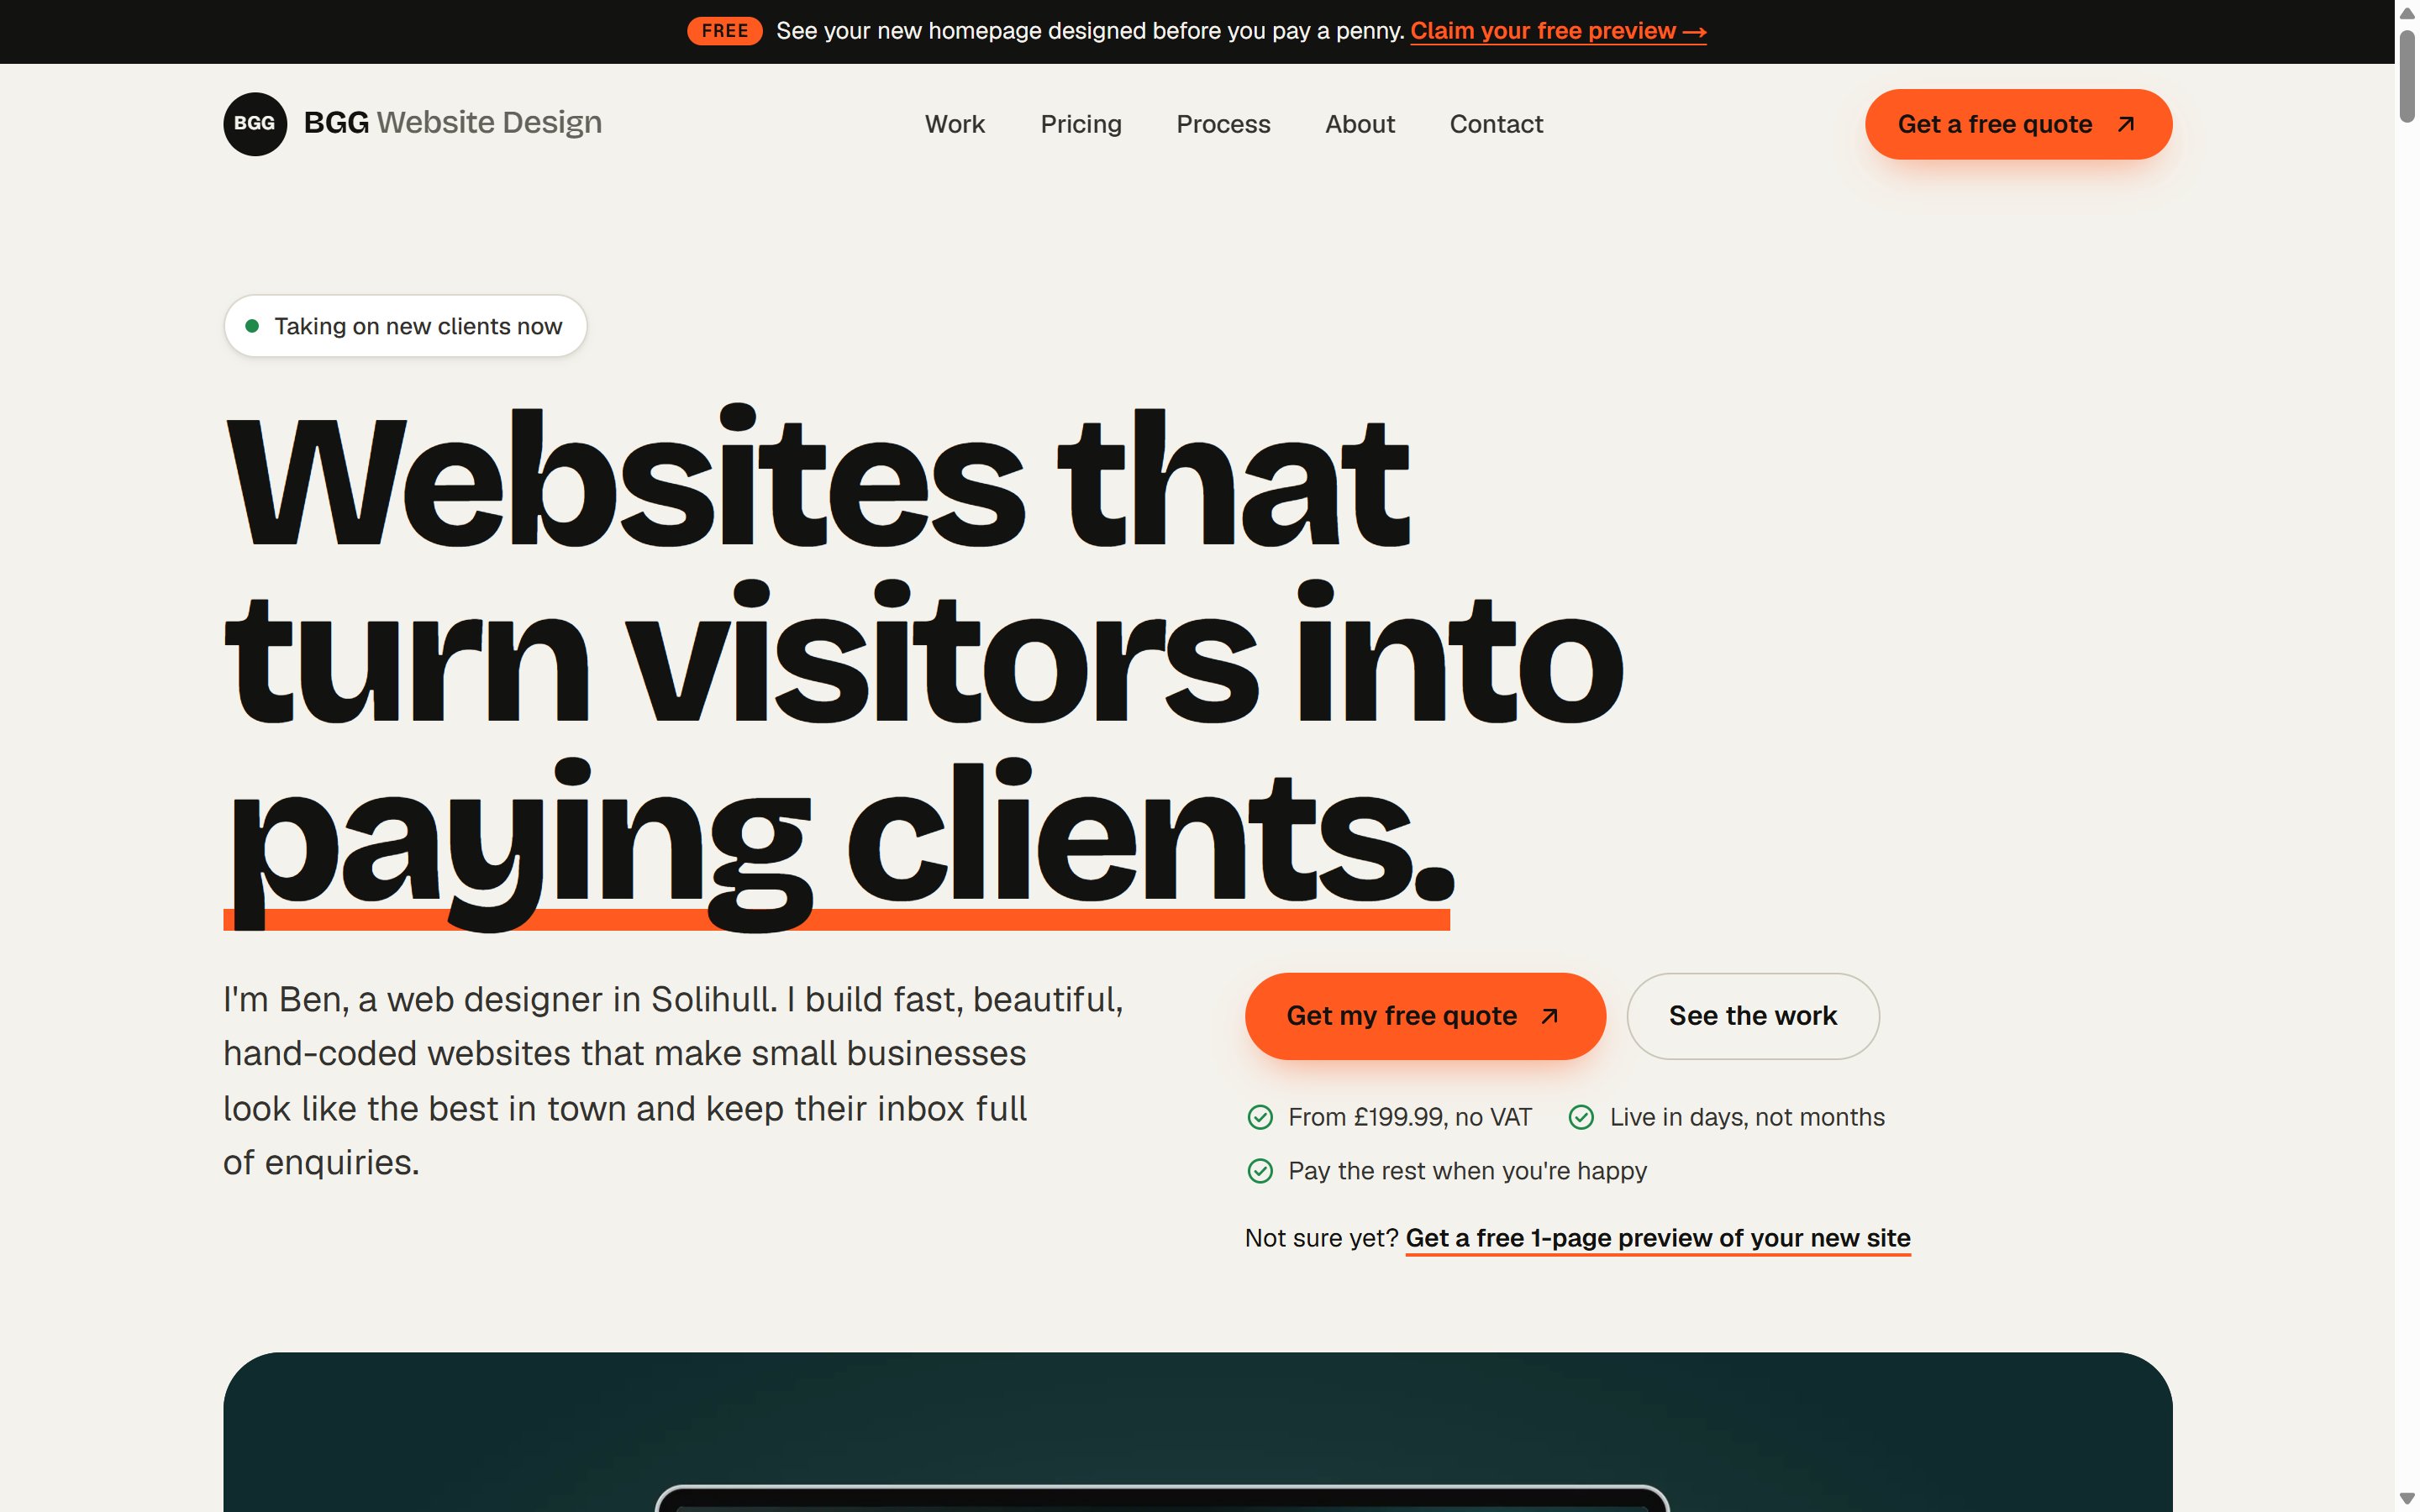 FREE See your new homepage designed before you pay a penny. Claim your free preview →
BGG BGG Website Design
Work Pricing Process About Contact
Get a free quote ↗
Taking on new clients now
Websites that
turn visitors into
paying clients.
I'm Ben, a web designer in Solihull. I build fast, beautiful,
hand-coded websites that make small businesses
look like the best in town and keep their inbox full
of enquiries.
Get my free quote ↗ See the work
From £199.99, no VAT Live in days, not months
Pay the rest when you're happy
Not sure yet? Get a free 1-page preview of your new site